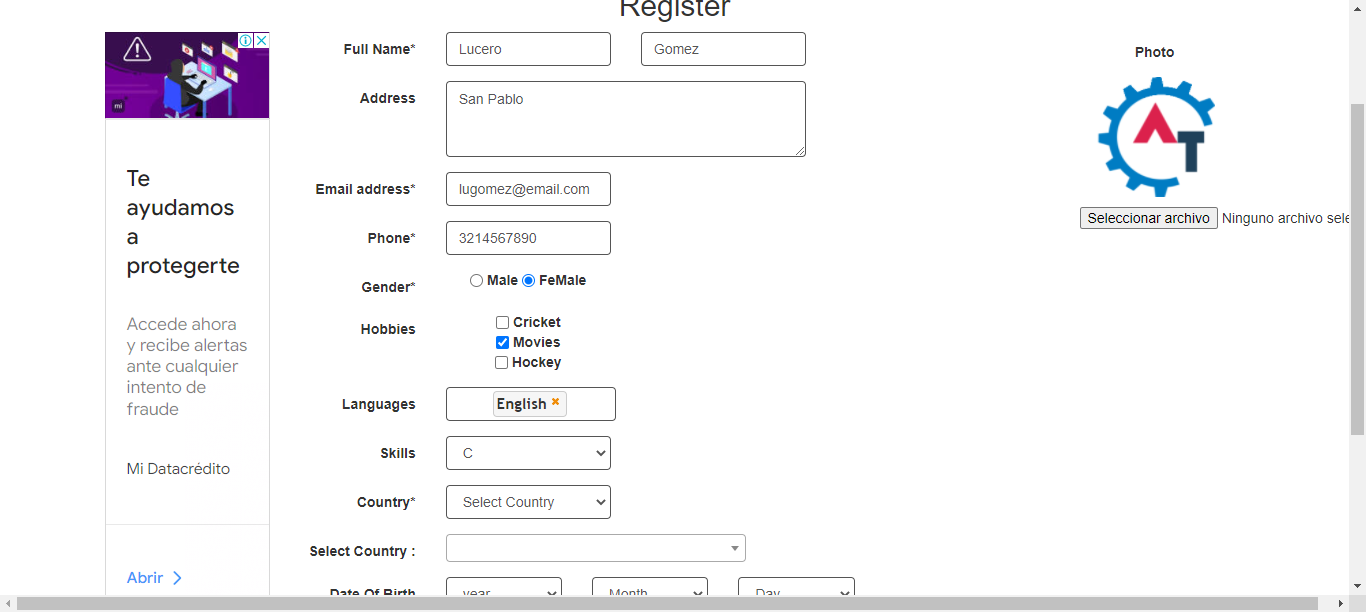 Register
Full Name* Lucero Gomez
Photo
Address San Pablo
Email address* lugomez@email.com
Phone* 3214567890
Gender* Male FeMale
Hobbies Cricket
Movies
Hockey
Languages English
Skills C
Country* Select Country
Select Country :
Date Of Birth year Month Day
AT
Seleccionar archivo Ninguno archivo sele
mi
Te
ayudamos
a
protegerte
Accede ahora
y recibe alertas
ante cualquier
intento de
fraude
Mi Datacrédito
Abrir